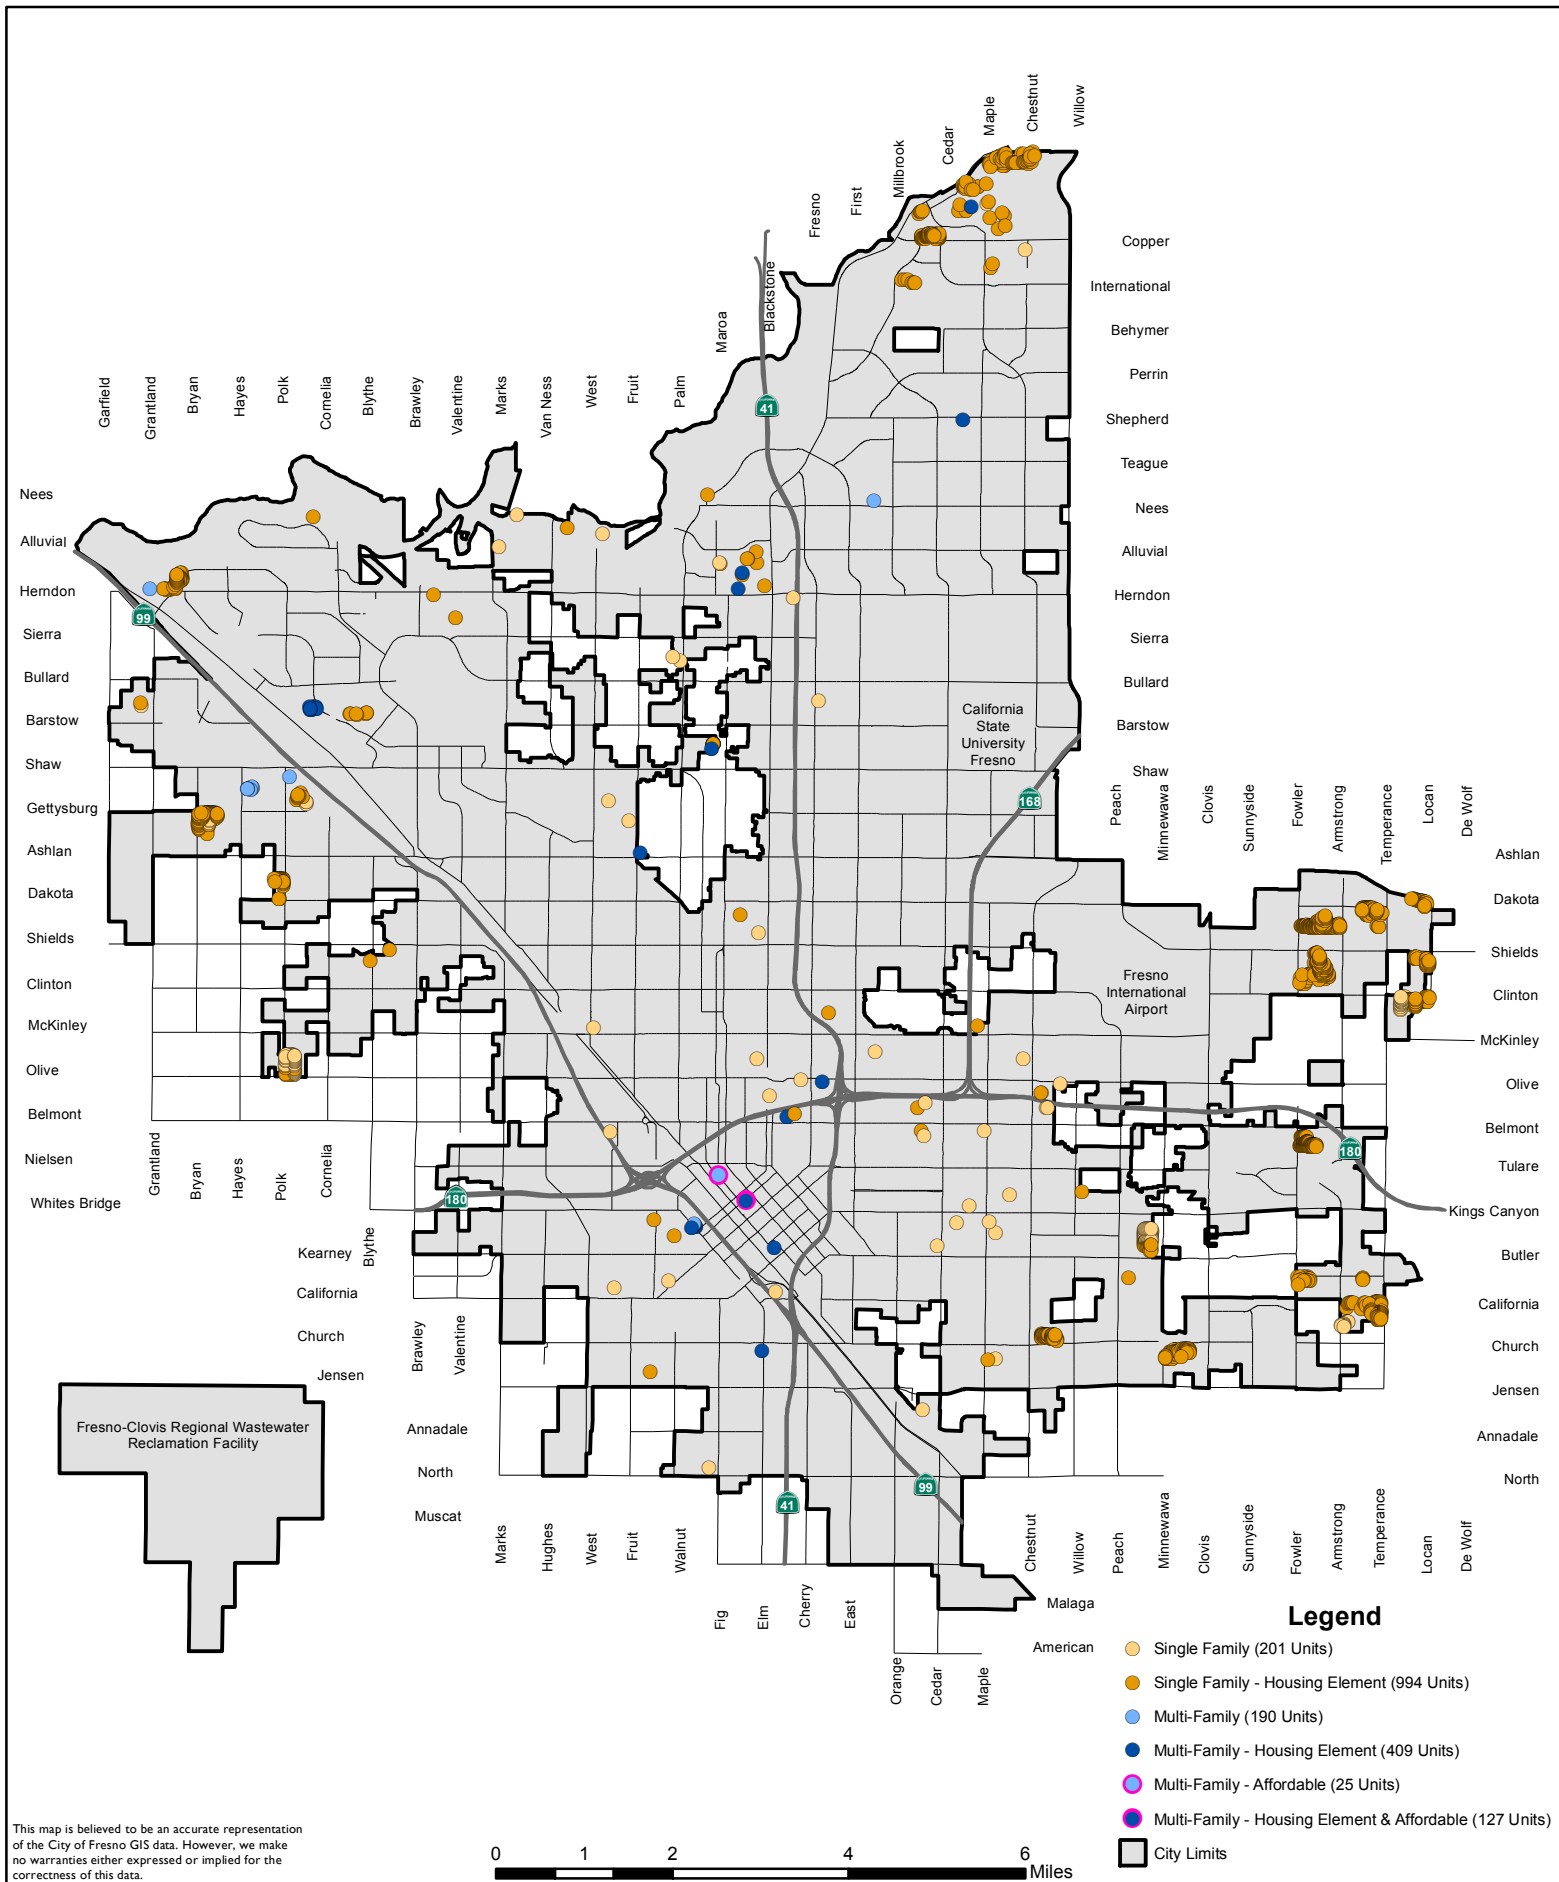 Willow
Chestnut
Maple
Cedar
Millbrook
First
Fresno
Blackstone
Maroa
Copper
International
Behymer
Perrin
Shepherd
Teague
Nees
Alluvial
Herndon
Sierra
Bullard
Barstow
Shaw
Garfield
Grantland
Bryan
Hayes
Polk
Cornelia
Blythe
Brawley
Valentine
Marks
Van Ness
West
Fruit
Palm
41
Nees
Alluvial
Herndon
Sierra
Bullard
Barstow
Shaw
Gettysburg
Ashlan
Dakota
Shields
Clinton
McKinley
Olive
Belmont
Nielsen
Whites Bridge
99
California
State
University
Fresno
168
Peach
Minnewawa
Clovis
Sunnyside
Fowler
Armstrong
Temperance
Locan
De Wolf
Ashlan
Dakota
Shields
Clinton
McKinley
Olive
Belmont
Tulare
Kings Canyon
Butler
California
Church
Jensen
Annadale
North
Fresno
International
Airport
180
180
Grantland
Bryan
Hayes
Polk
Cornelia
Blythe
Kearney
California
Church
Jensen
Brawley
Valentine
Annadale
North
Muscat
Fresno-Clovis Regional Wastewater
Reclamation Facility
41
99
Marks
Hughes
West
Fruit
Walnut
Fig
Elm
Cherry
East
Orange
Cedar
Maple
Chestnut
Willow
Peach
Minnewawa
Clovis
Sunnyside
Fowler
Armstrong
Temperance
Locan
De Wolf
Malaga
American
Legend
Single Family (201 Units)
Single Family - Housing Element (994 Units)
Multi-Family (190 Units)
Multi-Family - Housing Element (409 Units)
Multi-Family - Affordable (25 Units)
Multi-Family - Housing Element & Affordable (127 Units)
City Limits
This map is believed to be an accurate representation
of the City of Fresno GIS data. However, we make
no warranties either expressed or implied for the
correctness of this data.
0 1 2 4 6
Miles